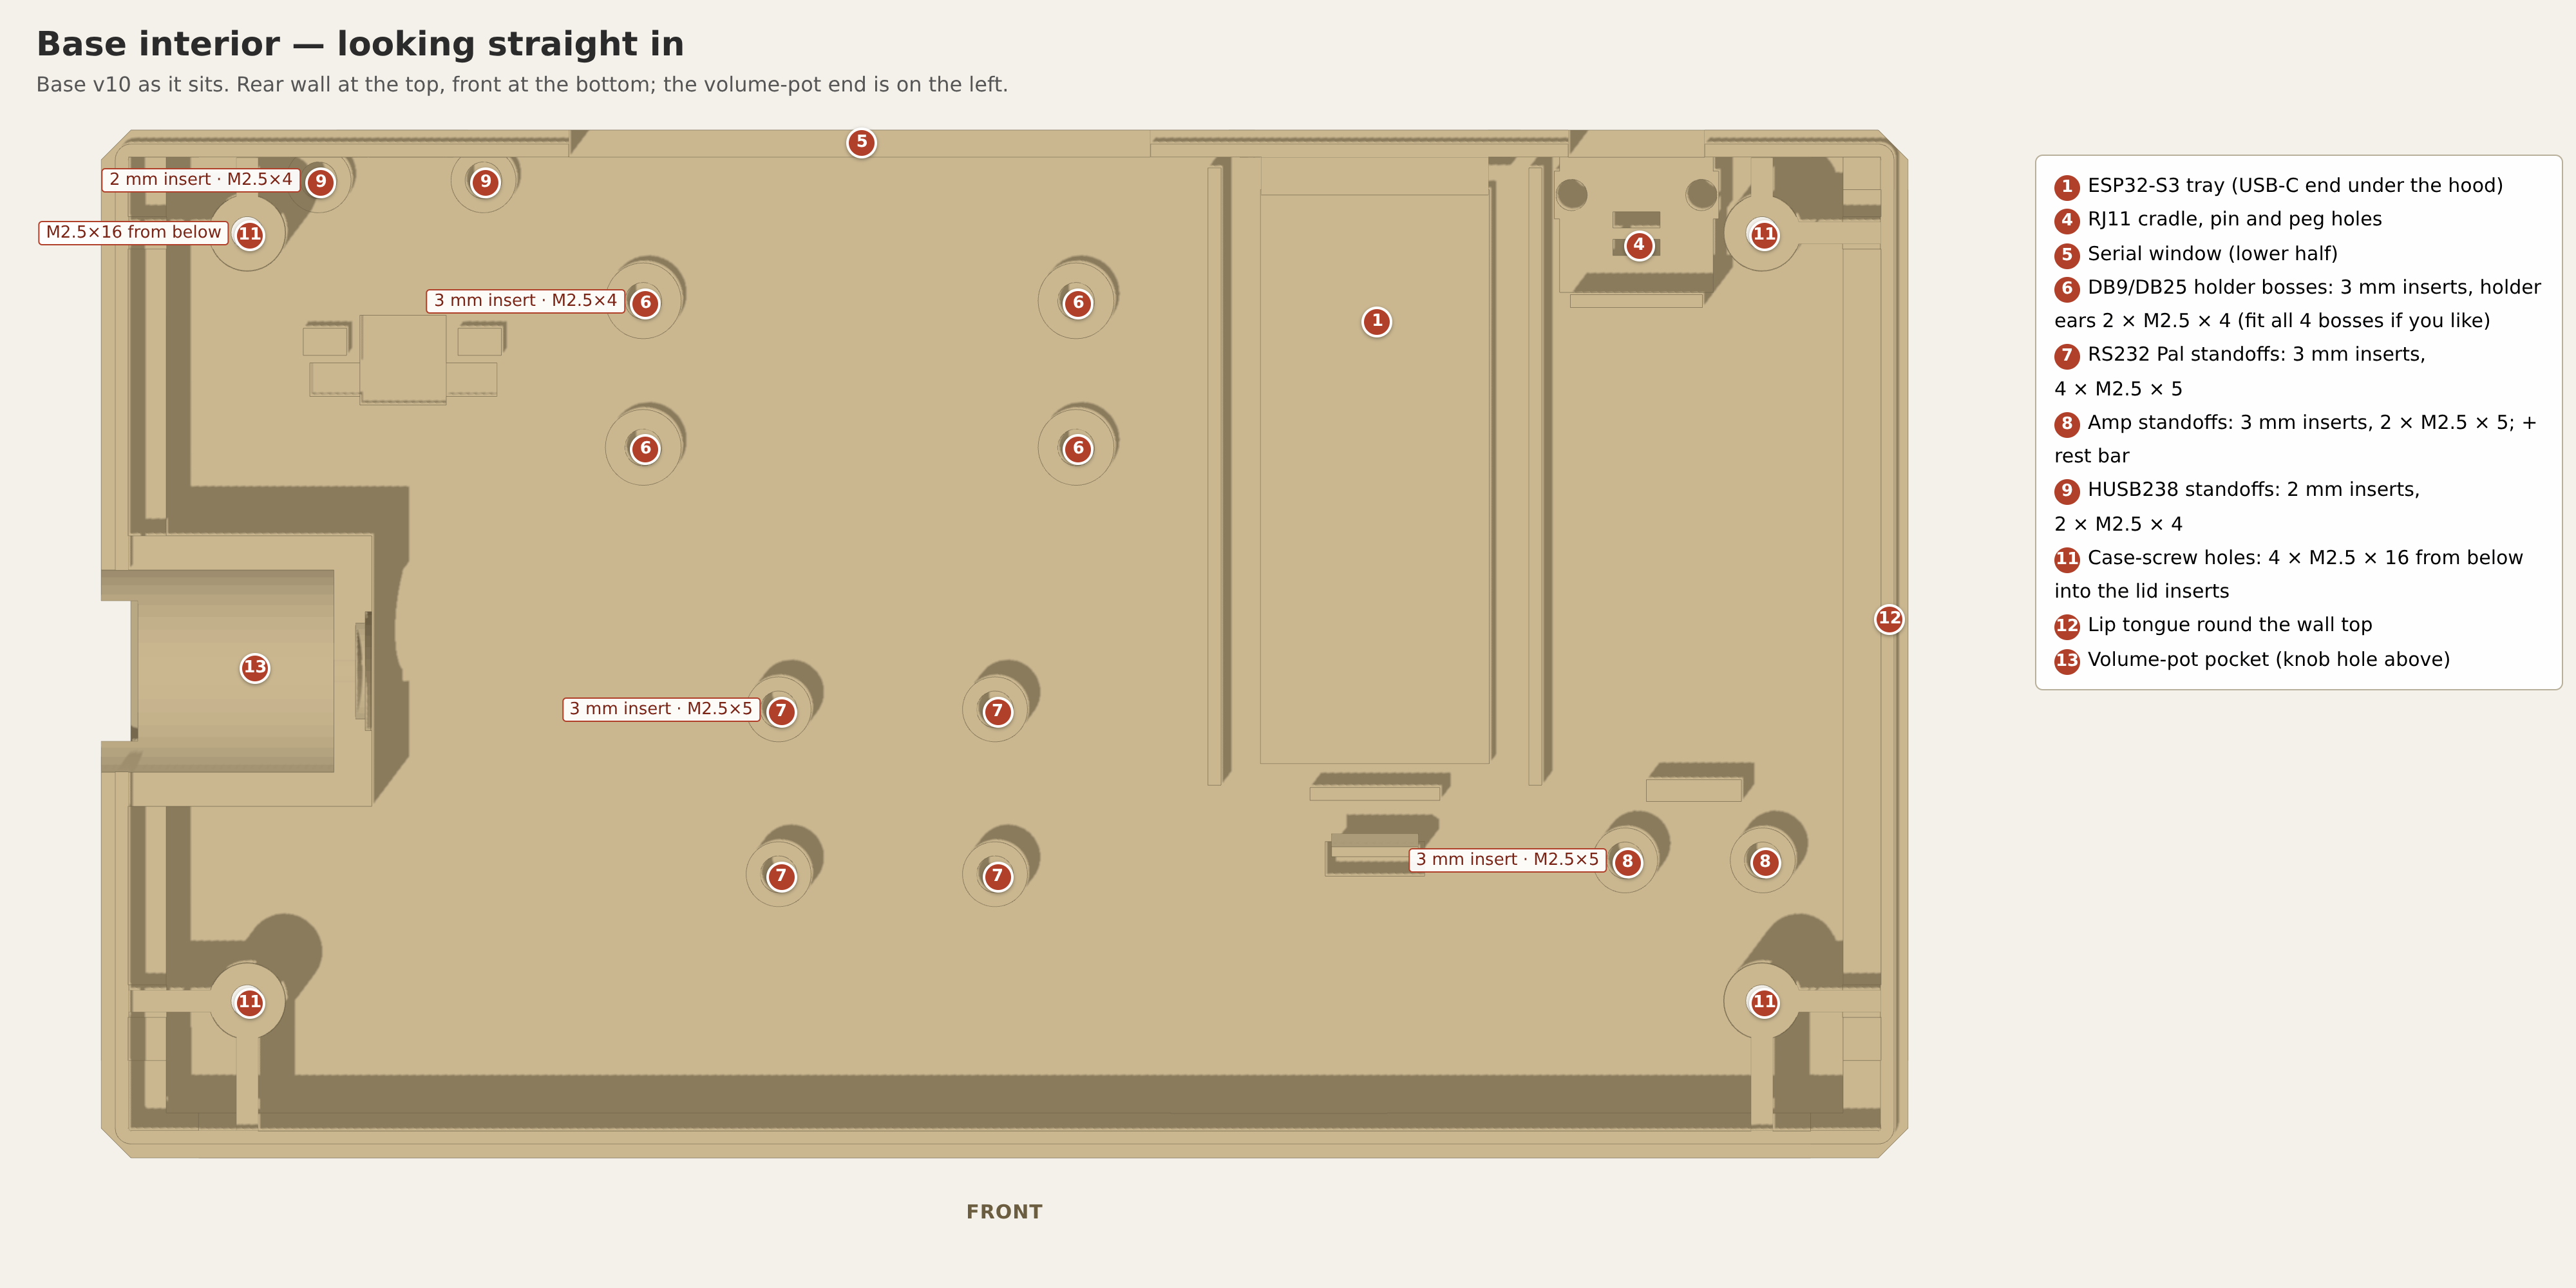 Base interior — looking straight in
Base v10 as it sits. Rear wall at the top, front at the bottom; the volume-pot end is on the left.
5
2 mm insert · M2.5×4
9
9
M2.5×16 from below
11
11
4
3 mm insert · M2.5×4
6
6
1
6
6
12
13
3 mm insert · M2.5×5
7
7
7
7
3 mm insert · M2.5×5
8
8
11
11
FRONT
1 ESP32-S3 tray (USB-C end under the hood)
4 RJ11 cradle, pin and peg holes
5 Serial window (lower half)
6 DB9/DB25 holder bosses: 3 mm inserts, holder
ears 2 × M2.5 × 4 (fit all 4 bosses if you like)
7 RS232 Pal standoffs: 3 mm inserts,
4 × M2.5 × 5
8 Amp standoffs: 3 mm inserts, 2 × M2.5 × 5; +
rest bar
9 HUSB238 standoffs: 2 mm inserts,
2 × M2.5 × 4
11 Case-screw holes: 4 × M2.5 × 16 from below
into the lid inserts
12 Lip tongue round the wall top
13 Volume-pot pocket (knob hole above)